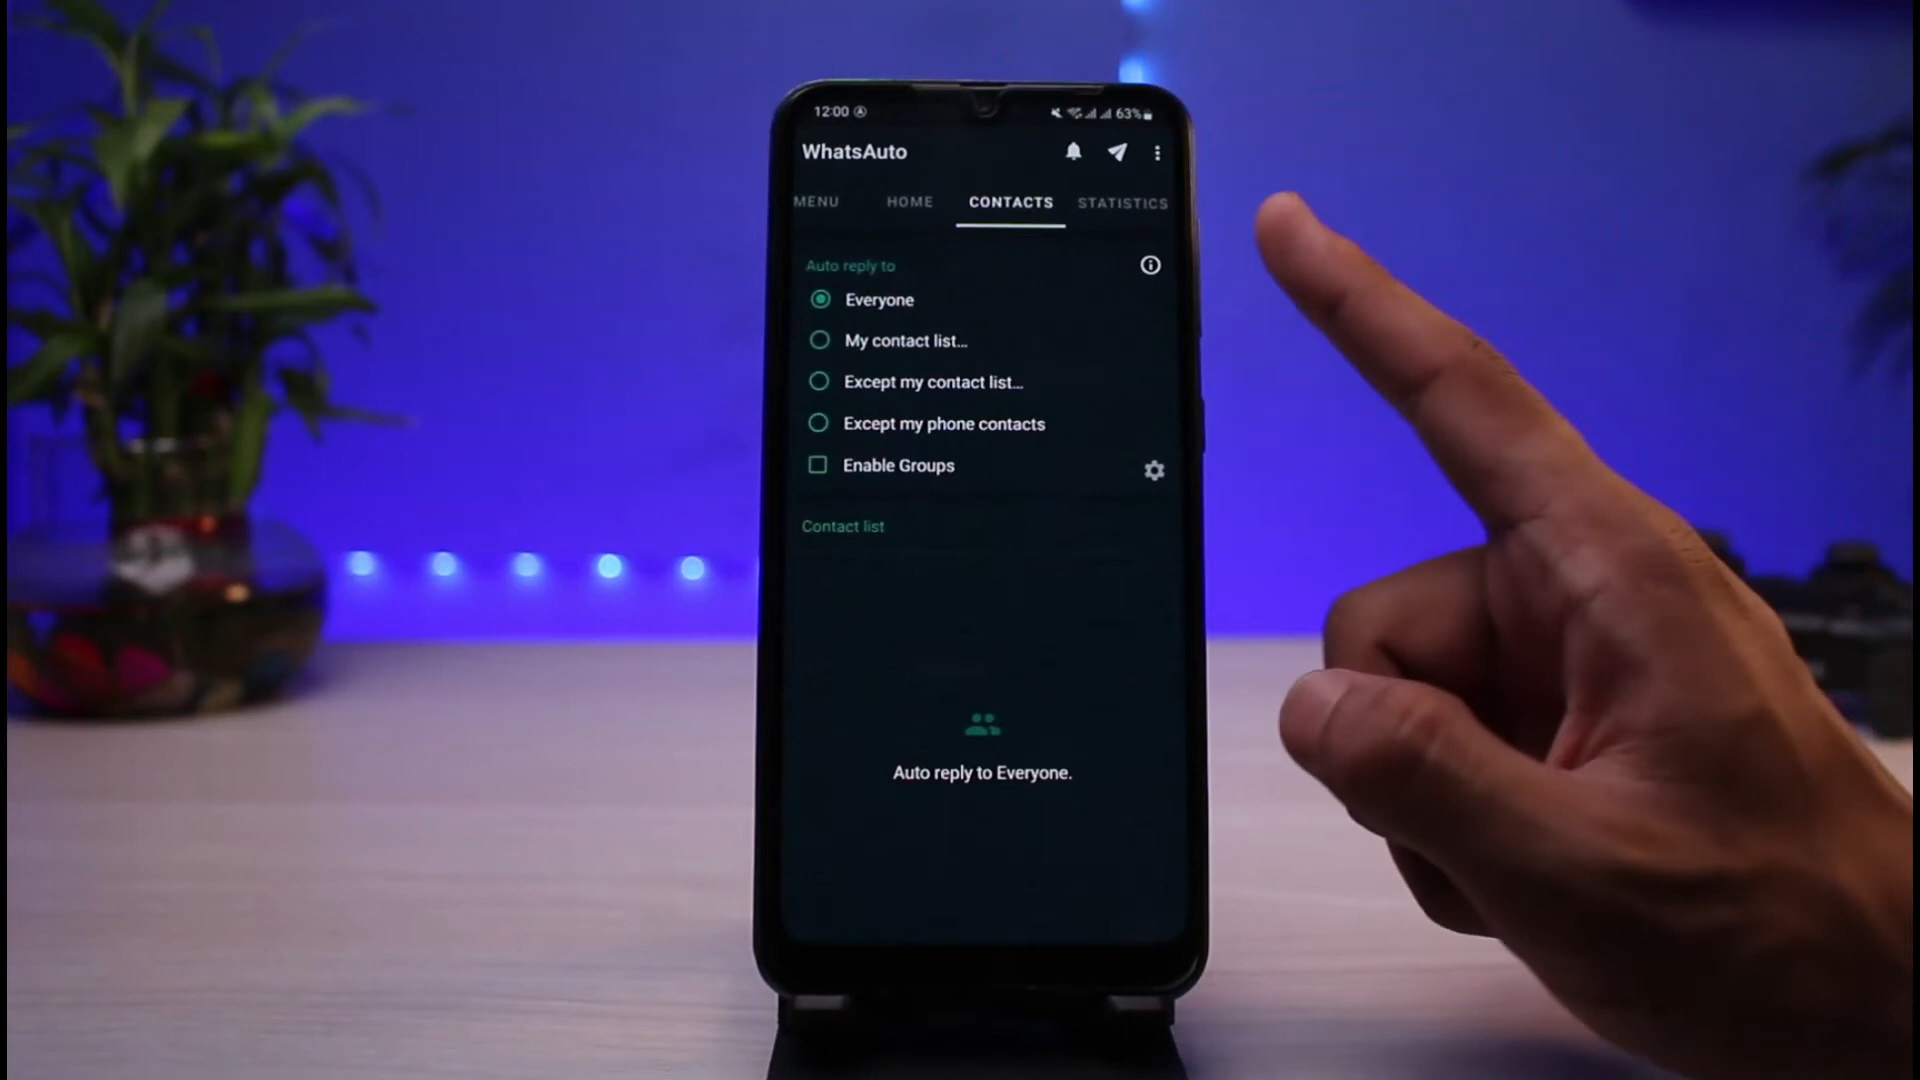 12:00 63%
WhatsAuto
MENU HOME CONTACTS STATISTICS
Auto reply to
Everyone
My contact list...
Except my contact list...
Except my phone contacts
Enable Groups
Contact list
Auto reply to Everyone.